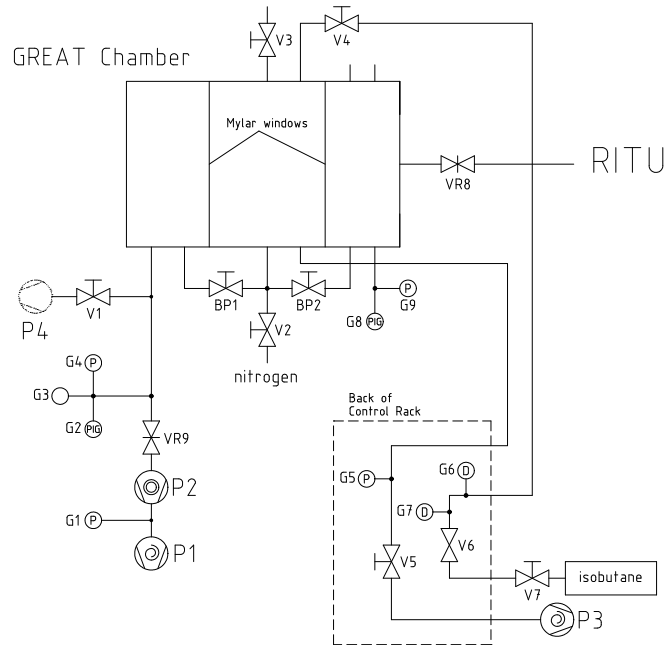 V3
V4
GREAT Chamber
Mylar windows
RITU
VR8
BP1
BP2
P
G9
G8
PIG
V1
P4
V2
nitrogen
G4
P
G3
G2
PIG
VR9
Back of
Control Rack
P2
G1
P
P1
G5
P
G6
D
G7
D
V6
V5
V7
isobutane
P3